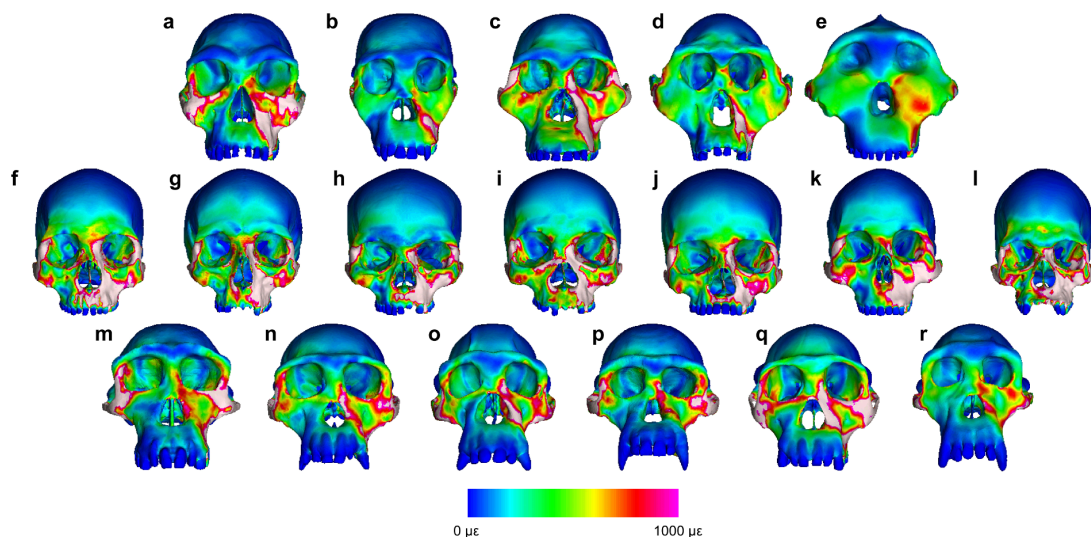 a b c d e
f g h i j k l
m n o p q r
0 με 1000 με